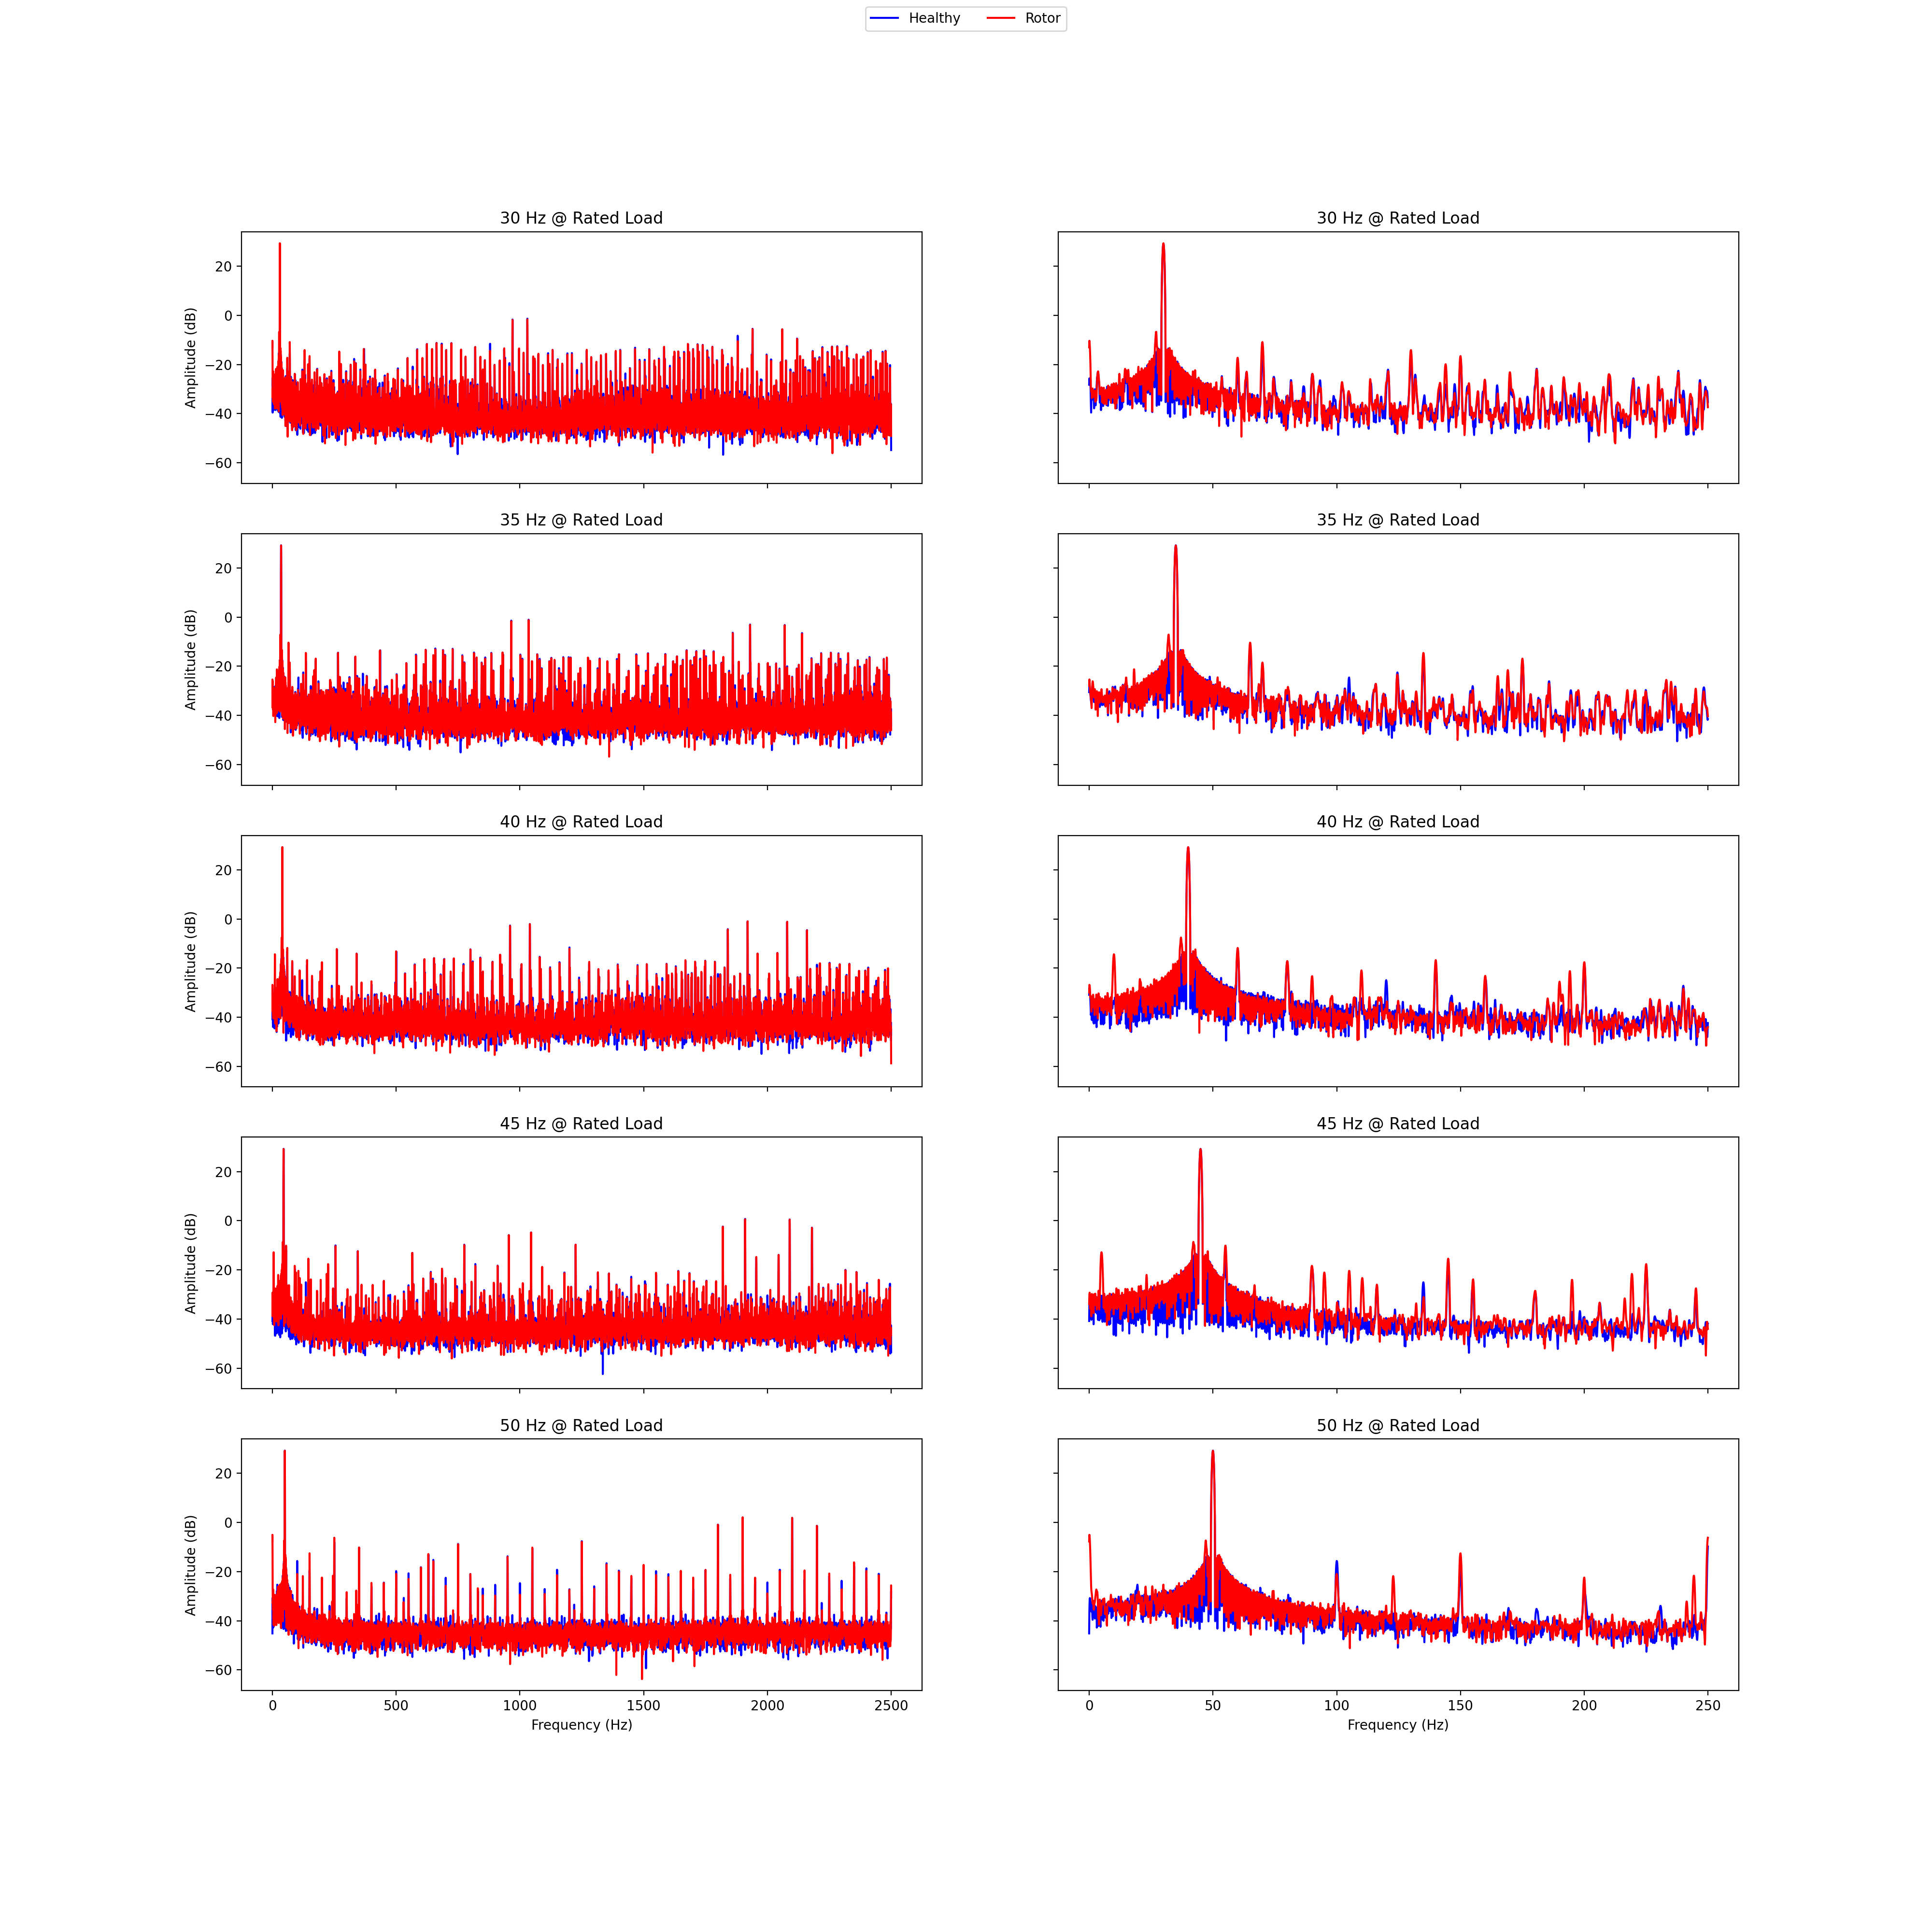 Healthy Rotor
30 Hz @ Rated Load 30 Hz @ Rated Load
Amplitude (dB)
20
0
−20
−40
−60
35 Hz @ Rated Load 35 Hz @ Rated Load
Amplitude (dB)
20
0
−20
−40
−60
40 Hz @ Rated Load 40 Hz @ Rated Load
Amplitude (dB)
20
0
−20
−40
−60
45 Hz @ Rated Load 45 Hz @ Rated Load
Amplitude (dB)
20
0
−20
−40
−60
50 Hz @ Rated Load 50 Hz @ Rated Load
Amplitude (dB)
20
0
−20
−40
−60
0 500 1000 1500 2000 2500 0 50 100 150 200 250
Frequency (Hz) Frequency (Hz)